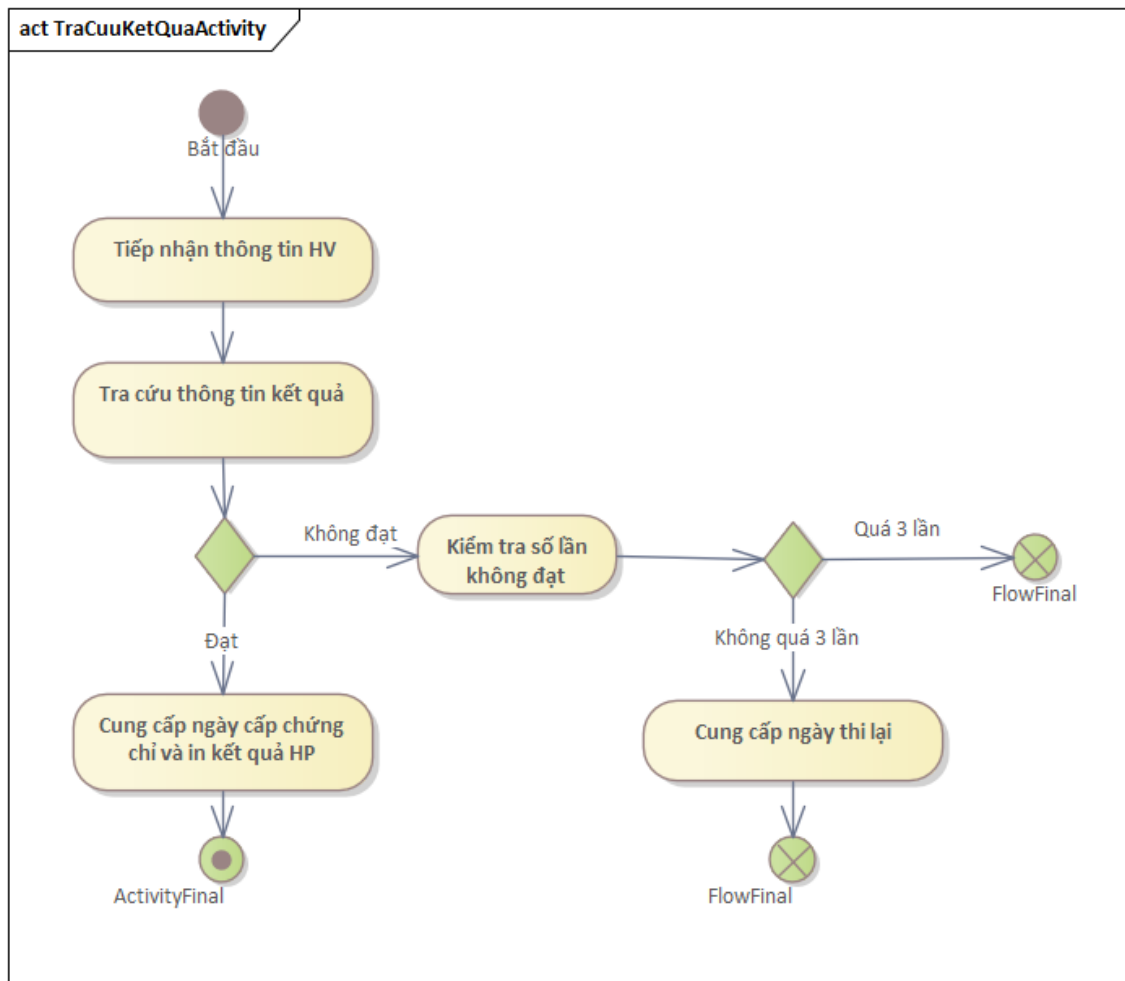 act TraCuuKetQuaActivity
Bắt đầu
Tiếp nhận thông tin HV
Tra cứu thông tin kết quả
Không đạt
Kiểm tra số lần
không đạt
Quá 3 lần
FlowFinal
Đạt
Không quá 3 lần
Cung cấp ngày cấp chứng
chỉ và in kết quả HP
Cung cấp ngày thi lại
ActivityFinal
FlowFinal